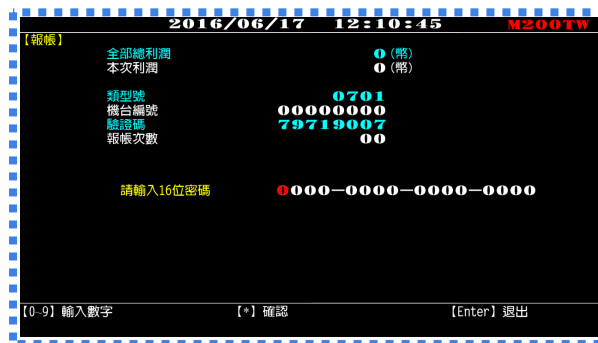 2016/06/17 12:10:45 M200TW
【報帳】
全部總利潤 0 (幣)
本次利潤 0 (幣)
類型號 0701
機台編號 00000000
驗證碼 79719007
報帳次數 00
請輸入16位密碼 0000-0000-0000-0000
【0~9】輸入數字 【*】確認 【Enter】退出